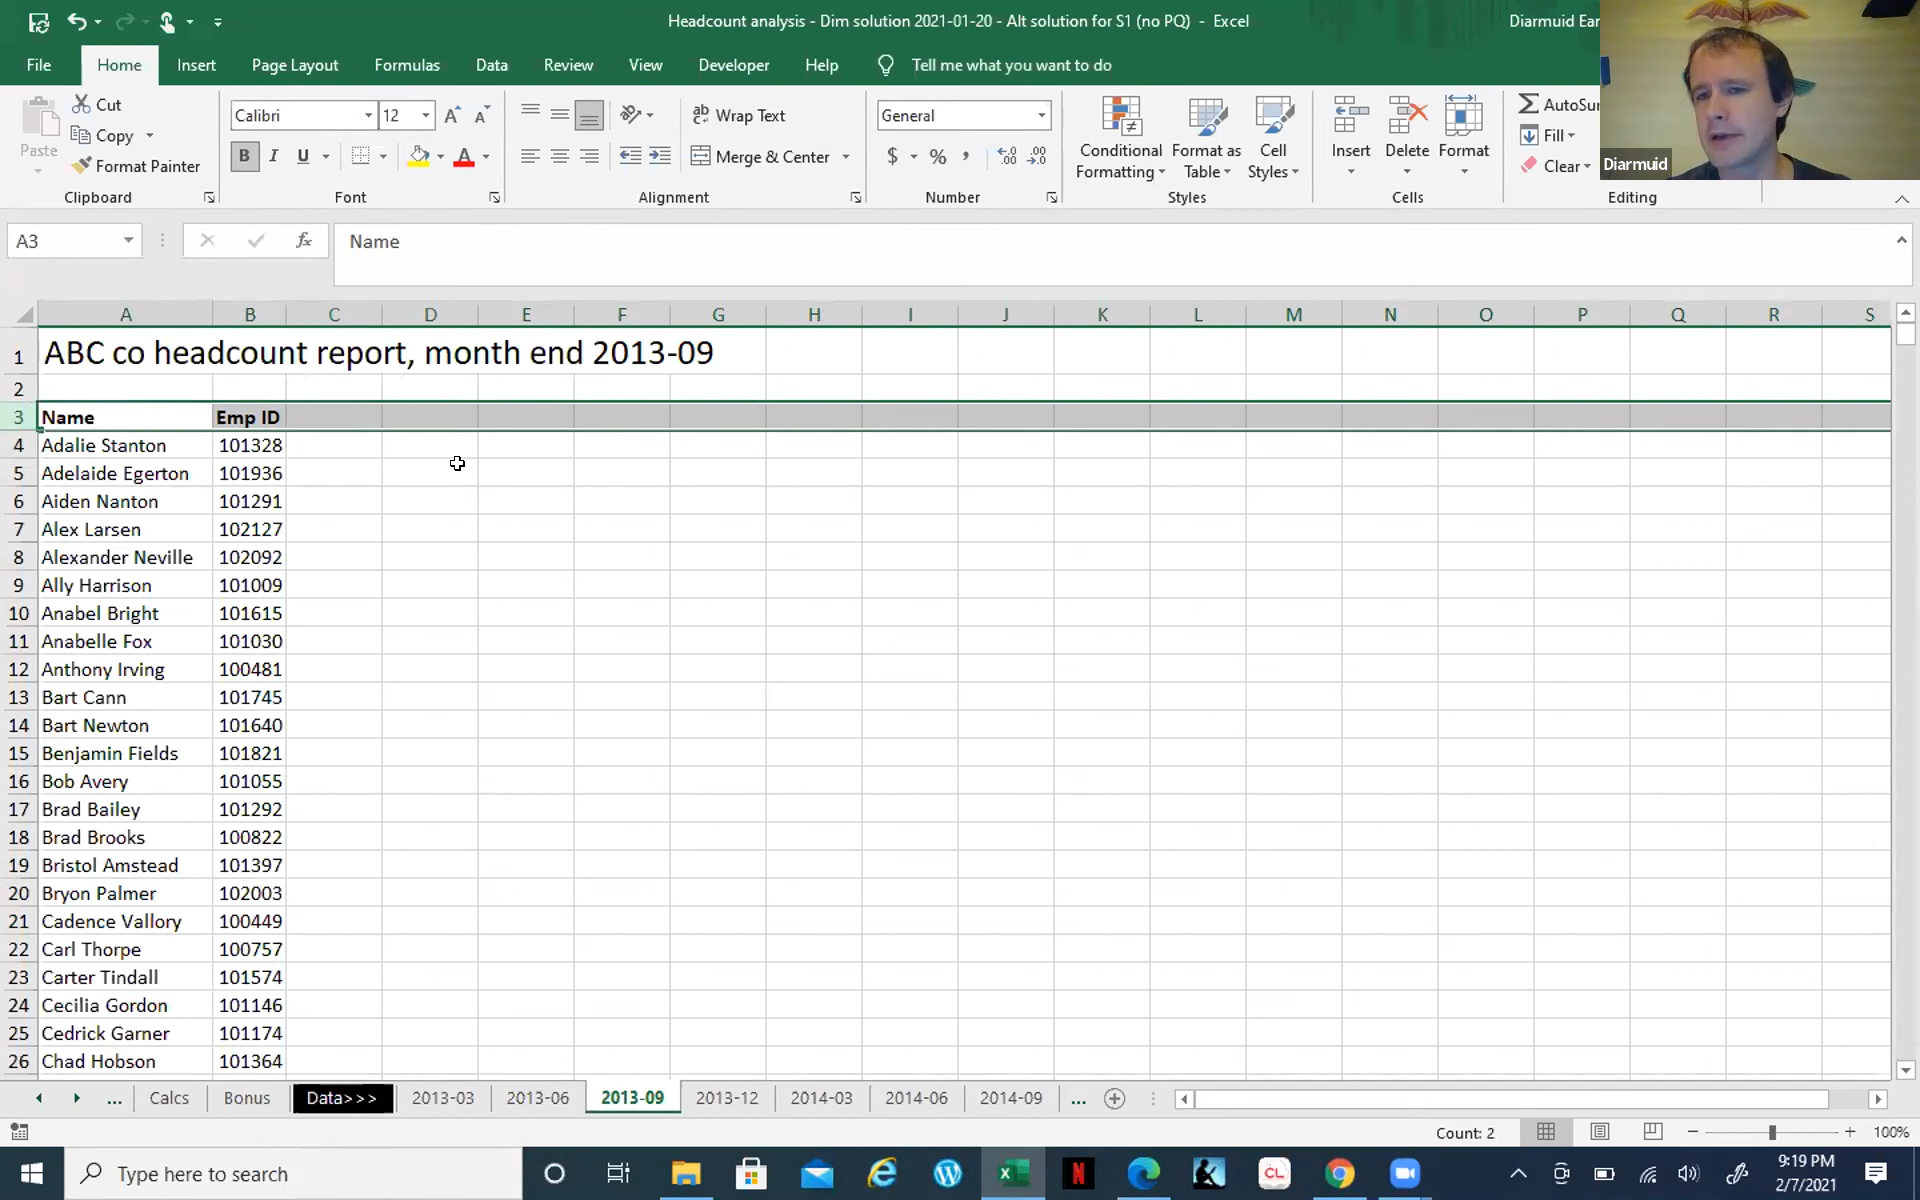 Headcount analysis - Dim solution 2021-01-20 - Alt solution for S1 (no PQ) - Excel
Diarmuid Ear
File Home Insert Page Layout Formulas Data Review View Developer Help Tell me what you want to do
Paste
Cut
Copy
Format Painter
Clipboard
Calibri 12
B I U
Font
Wrap Text
Merge & Center
Alignment
General
$ % ,
Number
Conditional Formatting
Format as Table
Cell Styles
Styles
Insert Delete Format
Cells
AutoSu
Fill
Clear
Editing
Diarmuid
A3 fx Name
A B C D E F G H I J K L M N O P Q R S
1 ABC co headcount report, month end 2013-09
2
3 Name Emp ID
4 Adalie Stanton 101328
5 Adelaide Egerton 101936
6 Aiden Nanton 101291
7 Alex Larsen 102127
8 Alexander Neville 102092
9 Ally Harrison 101009
10 Anabel Bright 101615
11 Anabelle Fox 101030
12 Anthony Irving 100481
13 Bart Cann 101745
14 Bart Newton 101640
15 Benjamin Fields 101821
16 Bob Avery 101055
17 Brad Bailey 101292
18 Brad Brooks 100822
19 Bristol Amstead 101397
20 Bryon Palmer 102003
21 Cadence Vallory 100449
22 Carl Thorpe 100757
23 Carter Tindall 101574
24 Cecilia Gordon 101146
25 Cedrick Garner 101174
26 Chad Hobson 101364
... Calcs Bonus Data>>> 2013-03 2013-06 2013-09 2013-12 2014-03 2014-06 2014-09 ...
Count: 2 100%
Type here to search
9:19 PM
2/7/2021